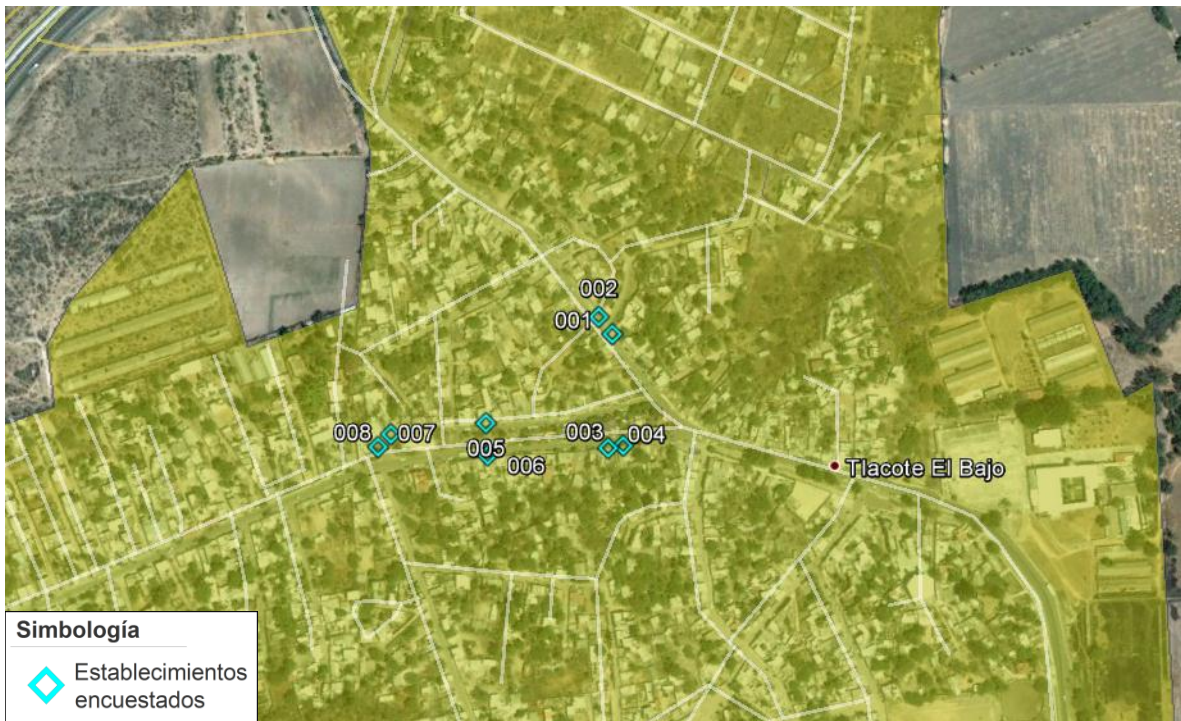 002
001
008
007
005
006
003
004
Tlacote El Bajo
Simbología
Establecimientos
encuestados